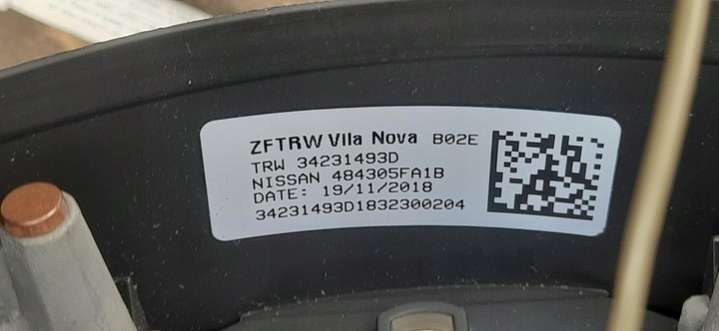 ZFTRW Vila Nova B02E
TRW 34231493D
NISSAN 484305FA1B
DATE: 19/11/2018
34231493D1832300204